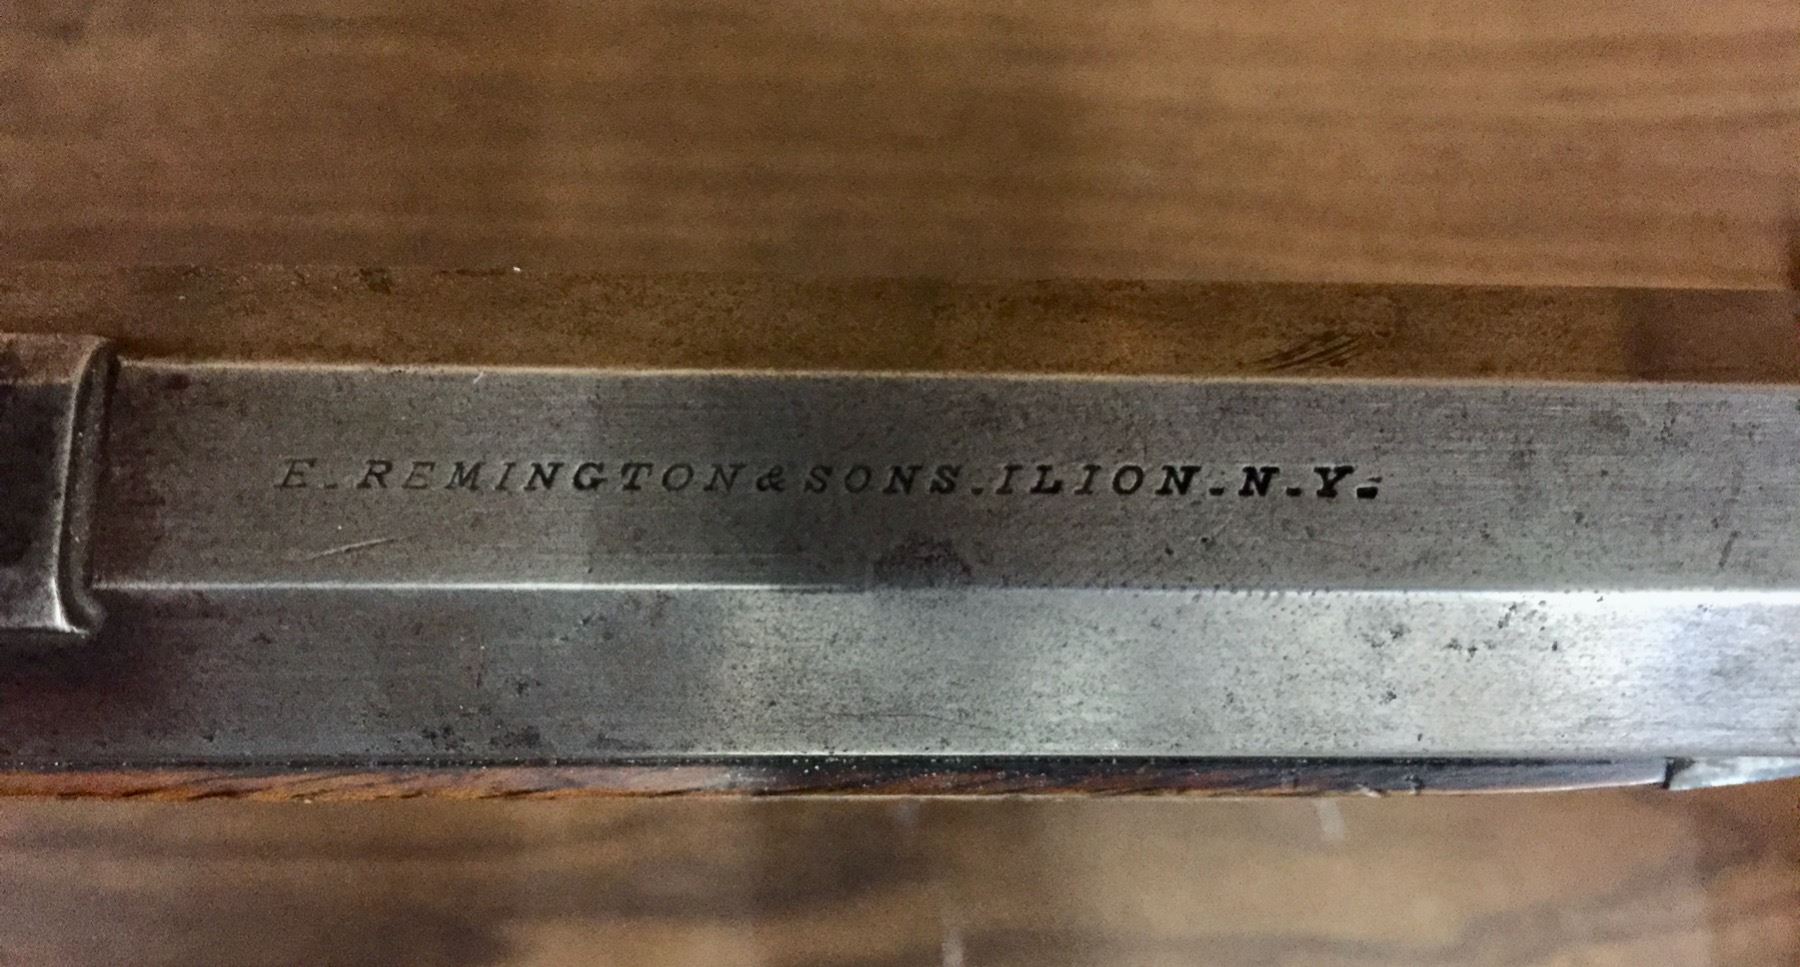 E. REMINGTON & SONS. ILION. N. Y.